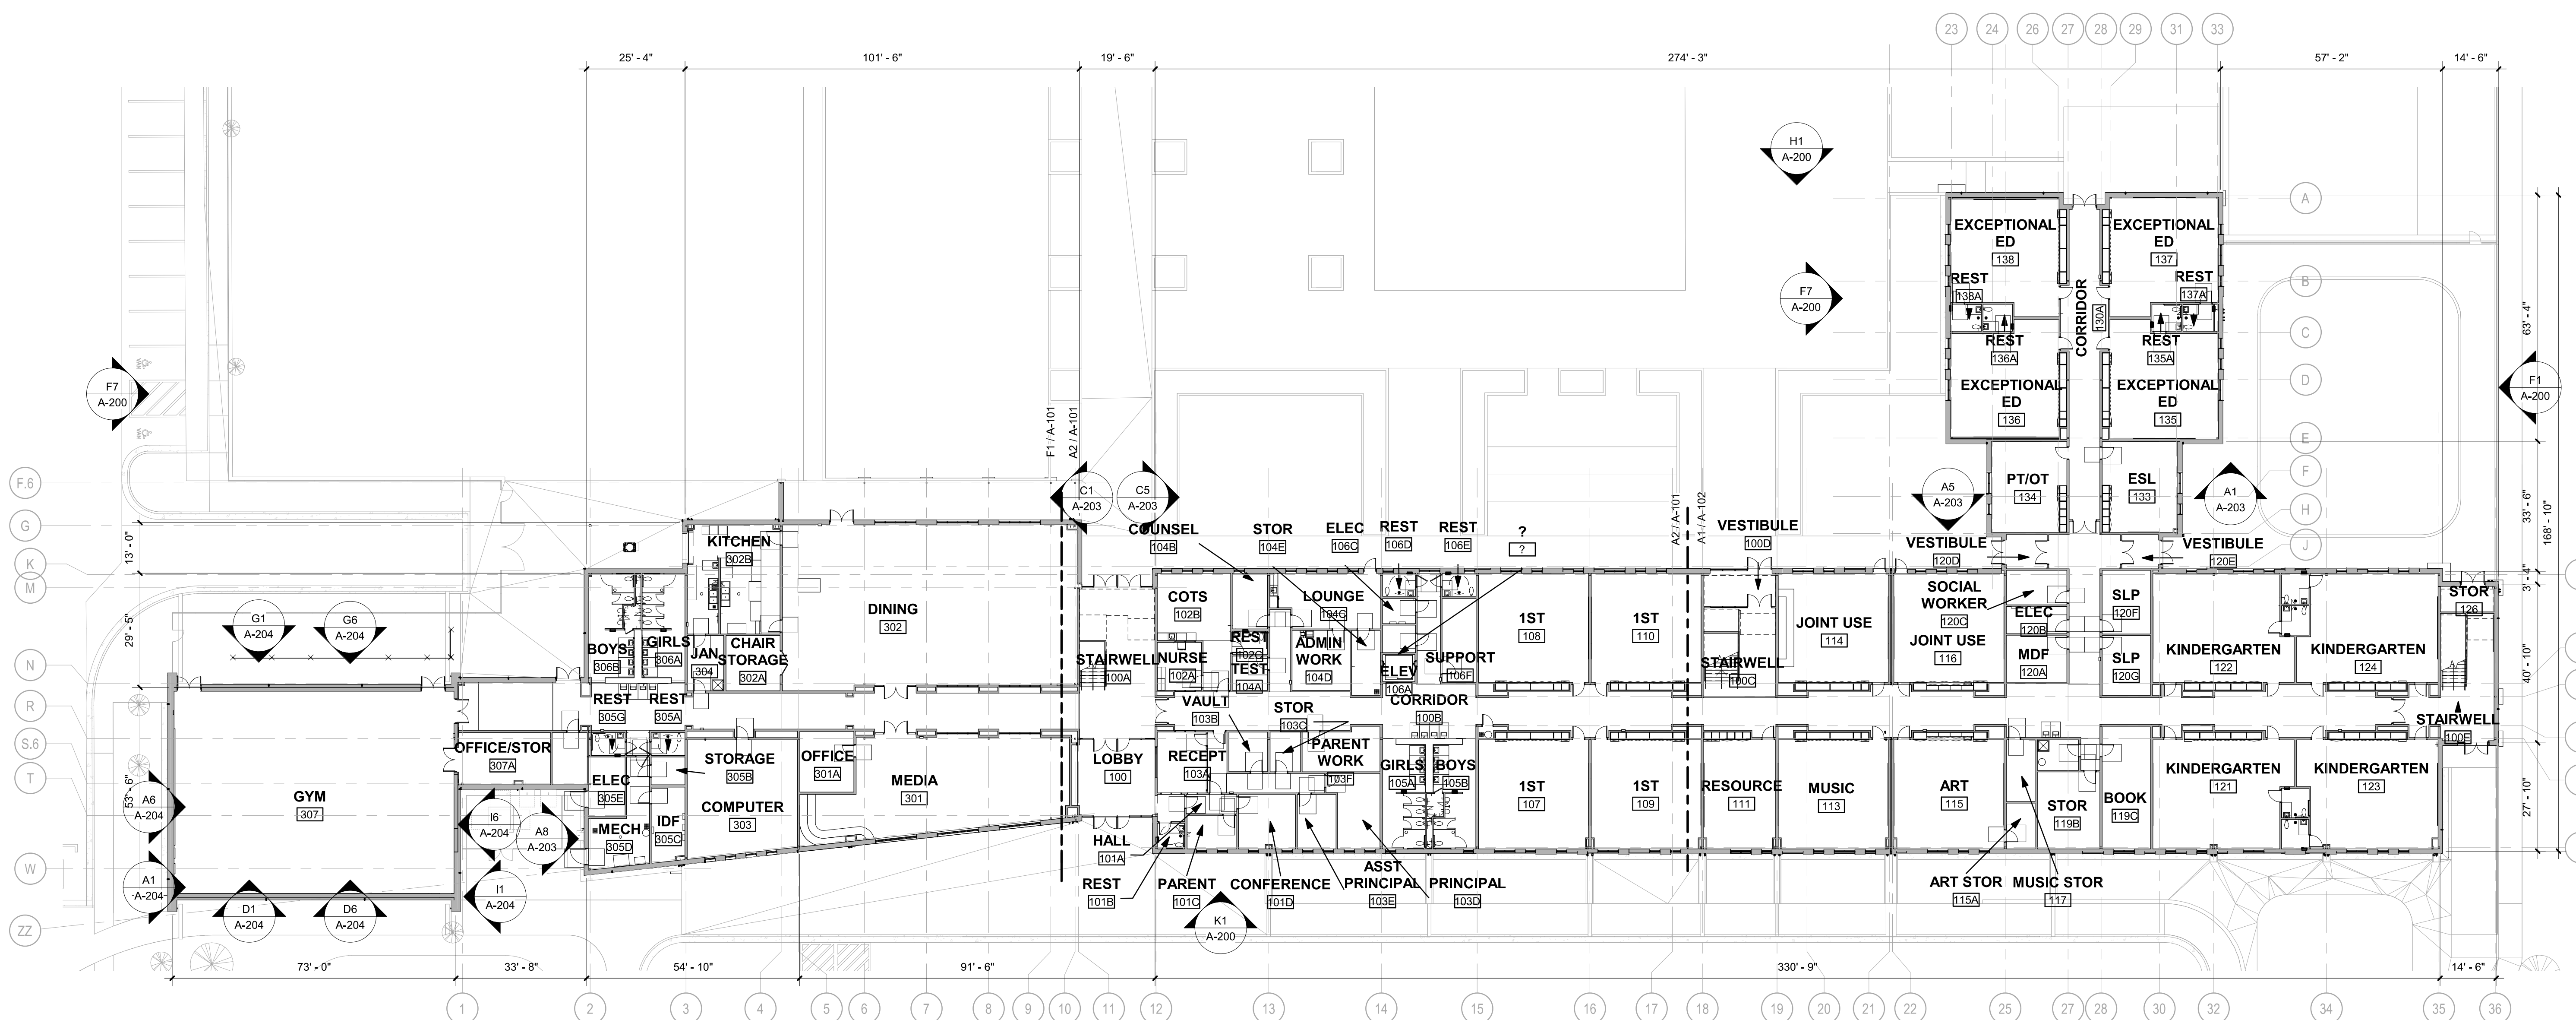 23 24 26 27 28 29 31 33
25' - 4" 101' - 6" 19' - 6" 274' - 3" 57' - 2" 14' - 6"
H1
A-200
A
EXCEPTIONAL
ED
138
EXCEPTIONAL
ED
137
REST
138A
REST
137A
B
F7
A-200
CORRIDOR
130A
C
63' - 4"
REST
136A
REST
135A
EXCEPTIONAL
ED
136
EXCEPTIONAL
ED
135
D
VAN
VAN
F7
A-200
F1
A-200
F1 / A-101
A2 / A-101
E
F
PT/OT
134
ESL
133
F.6
C1
A-203
C5
A-203
A5
A-203
A1
A-203
A2 / A-101
A1 / A-102
33' - 6"
168' - 10"
H
G
COUNSEL
104B
STOR
104E
ELEC
106C
REST
106D
REST
106E
?
?
VESTIBULE
100D
VESTIBULE
120D
VESTIBULE
120E
J
13' - 0"
KITCHEN
302B
K
M
3' - 4"
COTS
102B
LOUNGE
104C
SOCIAL
WORKER
120C
SLP
120F
STOR
126
DINING
302
1ST
108
1ST
110
JOINT USE
114
ELEC
120B
G1
A-204
G6
A-204
29' - 5"
BOYS
306B
GIRLS
306A
JAN
304
CHAIR
STORAGE
302A
STAIRWELL
100A
NURSE
102A
REST
102C
TEST
104A
ADMIN
WORK
104D
ELEV
106A
SUPPORT
106F
STAIRWELL
100C
JOINT USE
116
MDF
120A
SLP
120G
KINDERGARTEN
122
KINDERGARTEN
124
40' - 10"
N
REST
305G
REST
305A
VAULT
103B
STOR
103C
CORRIDOR
100B
STAIRWELL
100E
R
S.6
OFFICE/STOR
307A
ELEC
305E
STORAGE
305B
OFFICE
301A
MEDIA
301
LOBBY
100
RECEPT
103A
PARENT
WORK
103F
GIRLS
105A
BOYS
105B
1ST
107
1ST
109
RESOURCE
111
MUSIC
113
ART
115
STOR
119B
BOOK
119C
KINDERGARTEN
121
KINDERGARTEN
123
T
53' - 6"
27' - 10"
GYM
307
COMPUTER
303
A6
A-204
I6
A-204
A8
A-203
MECH
305D
IDF
305C
HALL
101A
W
A1
A-204
I1
A-204
REST
101B
PARENT
101C
CONFERENCE
101D
ASST
PRINCIPAL
103E
PRINCIPAL
103D
ART STOR
115A
MUSIC STOR
117
D1
A-204
D6
A-204
K1
A-200
ZZ
73' - 0" 33' - 8" 54' - 10" 91' - 6" 330' - 9" 14' - 6"
1 2 3 4 5 6 7 8 9 10 11 12 13 14 15 16 17 18 19 20 21 22 25 27 28 30 32 34 35 36